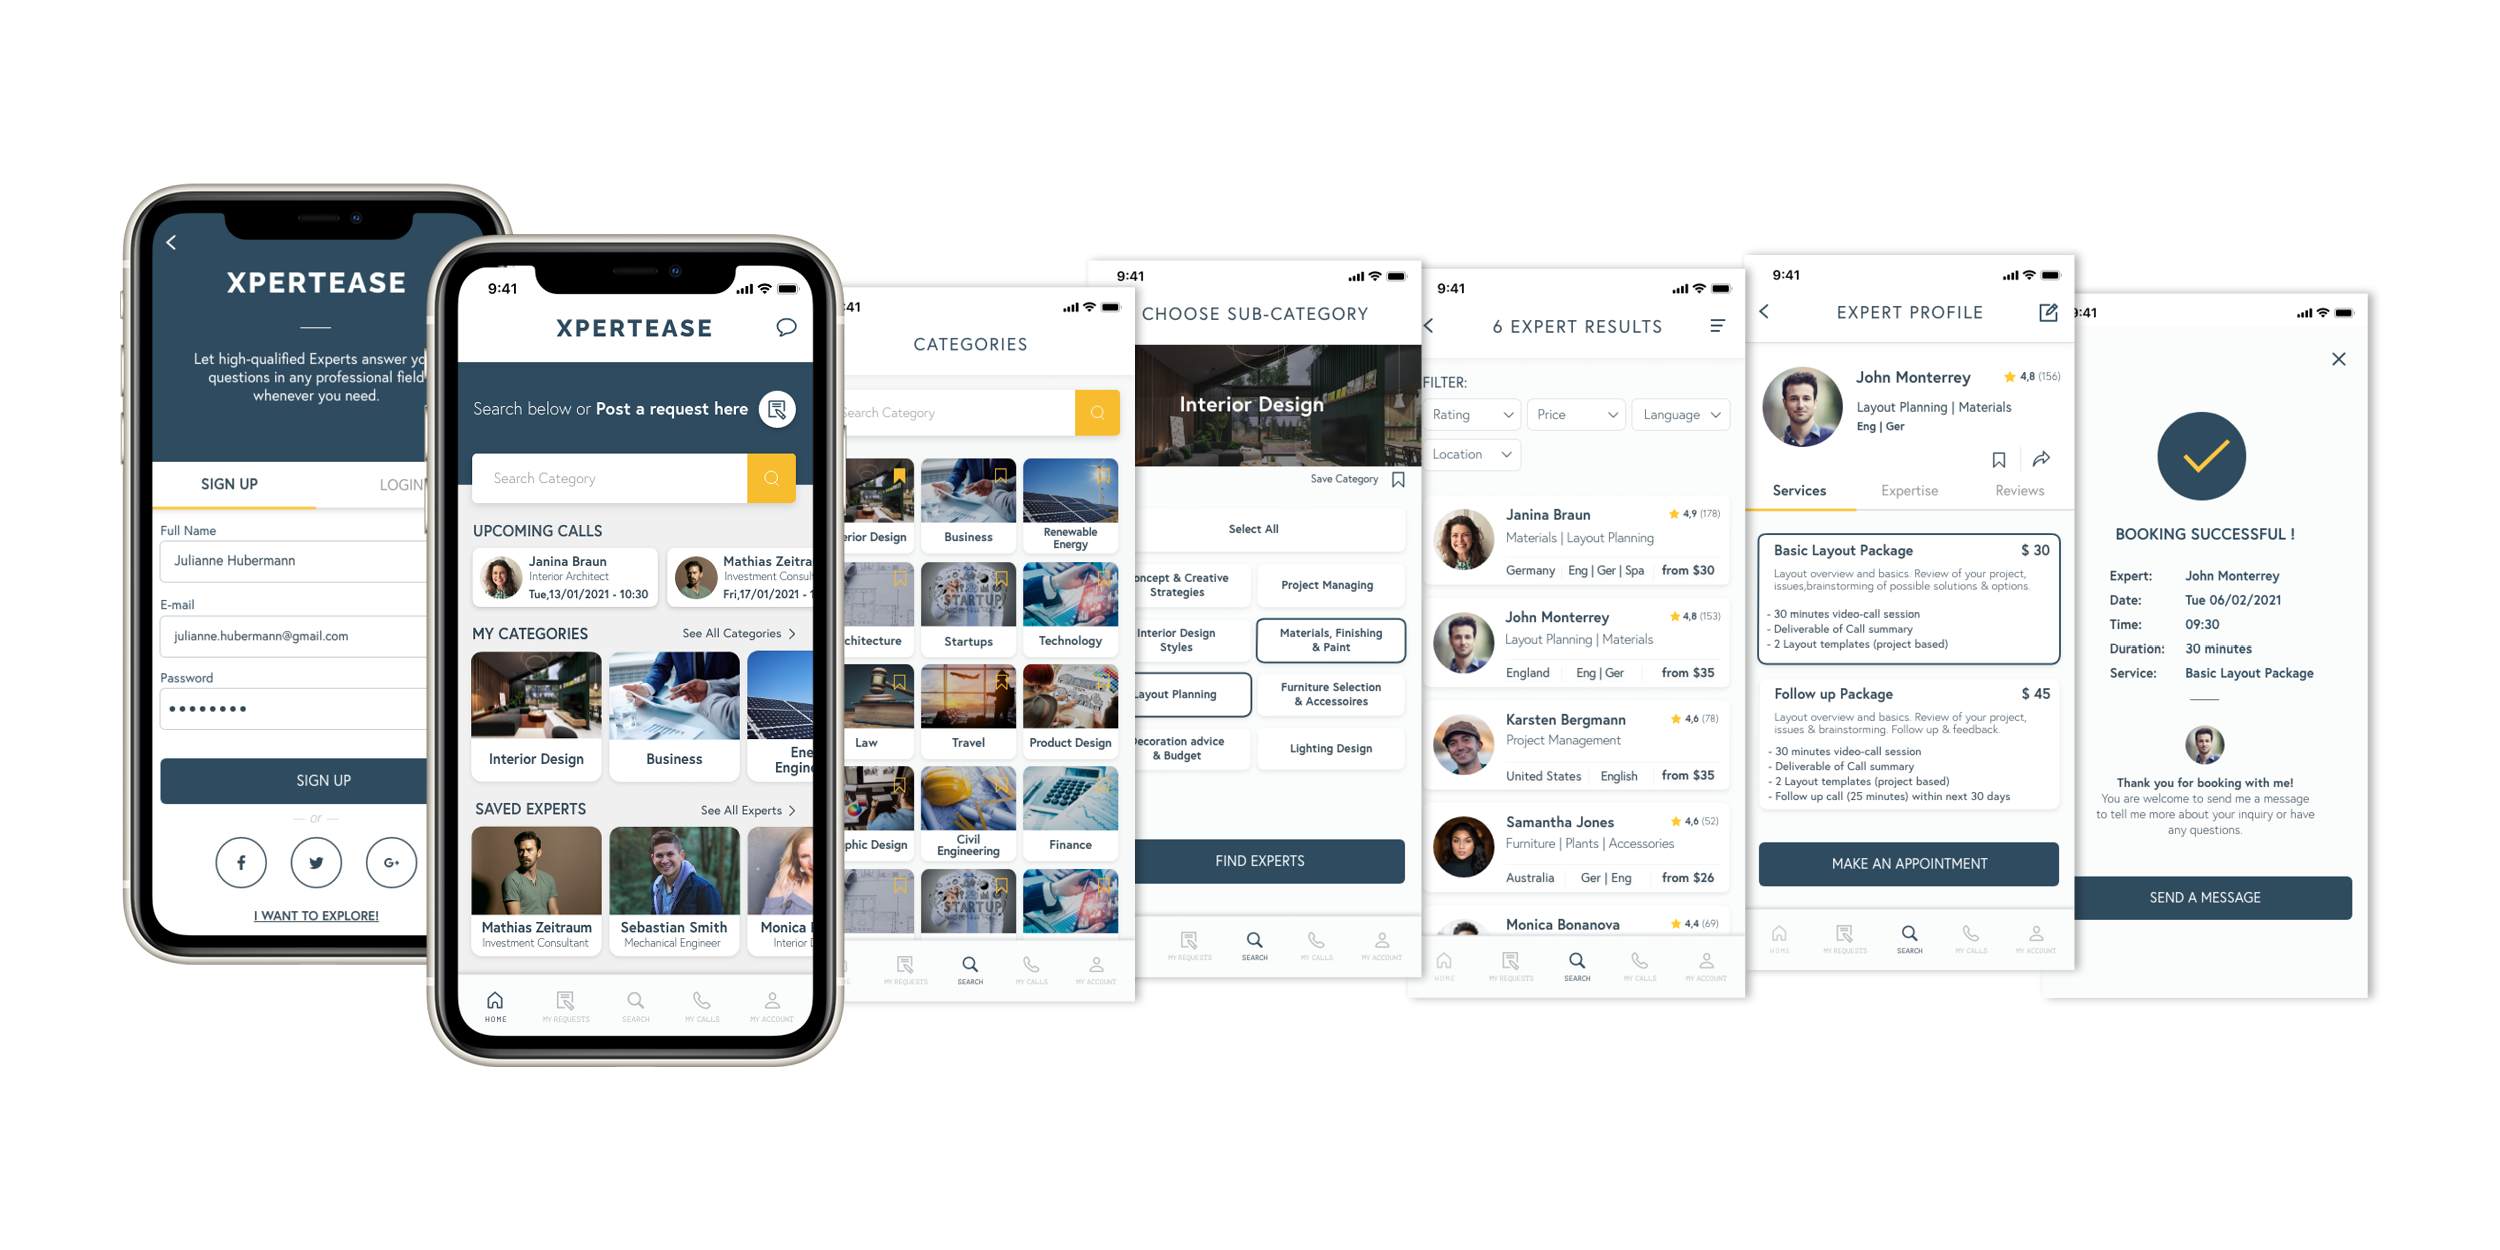 XPERTEASE
Let high-qualified Experts answer yo
questions in any professional field
whenever you need.
SIGN UP
LOGIN
Full Name
Julianne Hubermann
E-mail
julianne.hubermann@gmail.com
Password
SIGN UP
— or —
f
G+
I WANT TO EXPLORE!
9:41
XPERTEASE
Search below or Post a request here
Search Category
UPCOMING CALLS
Janina Braun
Interior Architect
Tue,13/01/2021 - 10:30
Mathias Zeitra
Investment Consul
Fri,17/01/2021 - 1
MY CATEGORIES
See All Categories
Interior Design
Business
Ene
Engine
SAVED EXPERTS
See All Experts
Mathias Zeitraum
Investment Consultant
Sebastian Smith
Mechanical Engineer
Monica
Interior D
HOME
MY REQUESTS
SEARCH
MY CALLS
MY ACCOUNT
:41
CATEGORIES
Search Category
erior Design
Business
Renewable
Energy
chitecture
STARTUP
Startups
Technology
Law
Travel
Product Design
phic Design
Civil
Engineering
Finance
STARTUP
ME
MY REQUESTS
SEARCH
MY CALLS
MY ACCOUNT
9:41
CHOOSE SUB-CATEGORY
Interior Design
Save Category
Select All
oncept & Creative
Strategies
Project Managing
Interior Design
Styles
Materials, Finishing
& Paint
Layout Planning
Furniture Selection
& Accessoires
Decoration advice
& Budget
Lighting Design
FIND EXPERTS
MY REQUESTS
SEARCH
MY CALLS
MY ACCOUNT
9:41
6 EXPERT RESULTS
FILTER:
Rating
Price
Language
Location
Janina Braun
4,9 (178)
Materials | Layout Planning
Germany
Eng | Ger | Spa
from $30
John Monterrey
4,8 (153)
Layout Planning | Materials
England
Eng | Ger
from $35
Karsten Bergmann
4,6 (78)
Project Management
United States
English
from $35
Samantha Jones
4,6 (52)
Furniture | Plants | Accessories
Australia
Ger | Eng
from $26
Monica Bonanova
4,4 (69)
HOME
MY REQUESTS
SEARCH
MY CALLS
MY ACCOUNT
9:41
EXPERT PROFILE
John Monterrey
4,8 (156)
Layout Planning | Materials
Eng | Ger
Services
Expertise
Reviews
Basic Layout Package
$ 30
Layout overview and basics. Review of your project,
issues,brainstorming of possible solutions & options.
- 30 minutes video-call session
- Deliverable of Call summary
- 2 Layout templates (project based)
Follow up Package
$ 45
Layout overview and basics. Review of your project,
issues & brainstorming. Follow up & feedback.
- 30 minutes video-call session
- Deliverable of Call summary
- 2 Layout templates (project based)
- Follow up call (25 minutes) within next 30 days
MAKE AN APPOINTMENT
HOME
MY REQUESTS
SEARCH
MY CALLS
MY ACCOUNT
9:41
BOOKING SUCCESSFUL !
Expert: John Monterrey
Date: Tue 06/02/2021
Time: 09:30
Duration: 30 minutes
Service: Basic Layout Package
Thank you for booking with me!
You are welcome to send me a message
to tell me more about your inquiry or have
any questions.
SEND A MESSAGE